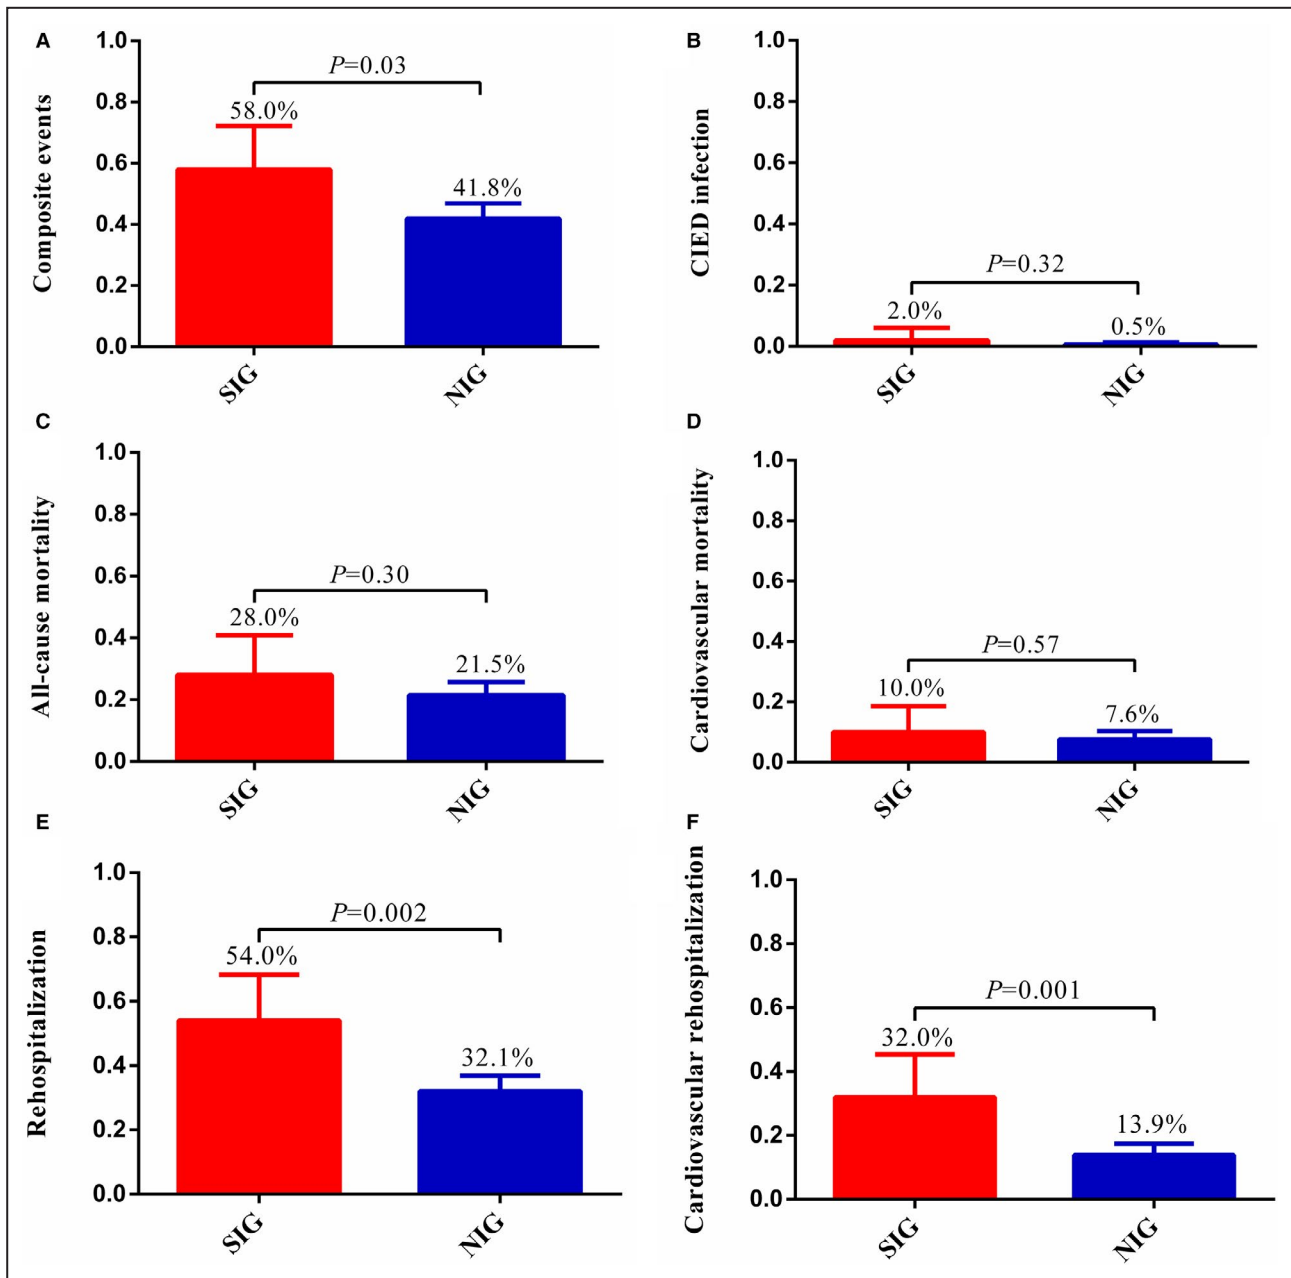 A
Composite events
1.0
0.8
0.6
0.4
0.2
0.0
P=0.03
58.0%
41.8%
SIG
NIG
B
CIED infection
1.0
0.8
0.6
0.4
0.2
0.0
P=0.32
2.0%
0.5%
SIG
NIG
C
All-cause mortality
1.0
0.8
0.6
0.4
0.2
0.0
P=0.30
28.0%
21.5%
SIG
NIG
D
Cardiovascular mortality
1.0
0.8
0.6
0.4
0.2
0.0
P=0.57
10.0%
7.6%
SIG
NIG
E
Rehospitalization
1.0
0.8
0.6
0.4
0.2
0.0
P=0.002
54.0%
32.1%
SIG
NIG
F
Cardiovascular rehospitalization
1.0
0.8
0.6
0.4
0.2
0.0
P=0.001
32.0%
13.9%
SIG
NIG